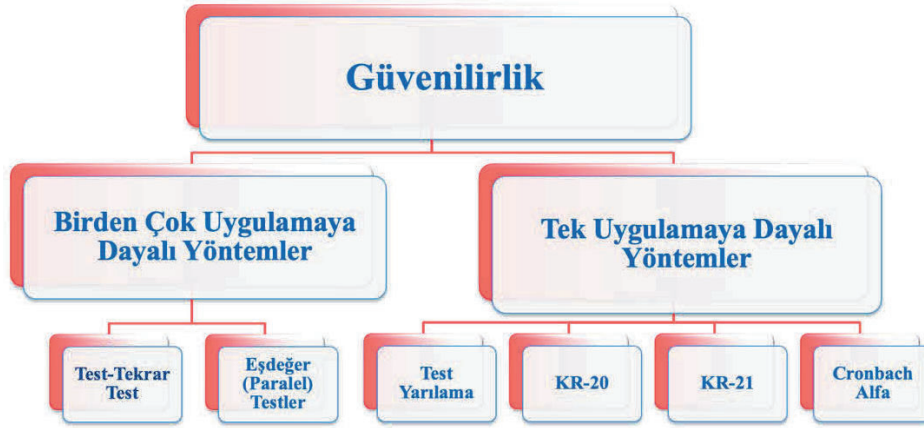 Güvenilirlik
Birden Çok Uygulamaya
Dayalı Yöntemler
Tek Uygulamaya Dayalı
Yöntemler
Test-Tekrar
Test
Eşdeğer
(Paralel)
Testler
Test
Yarılama
KR-20
KR-21
Cronbach
Alfa